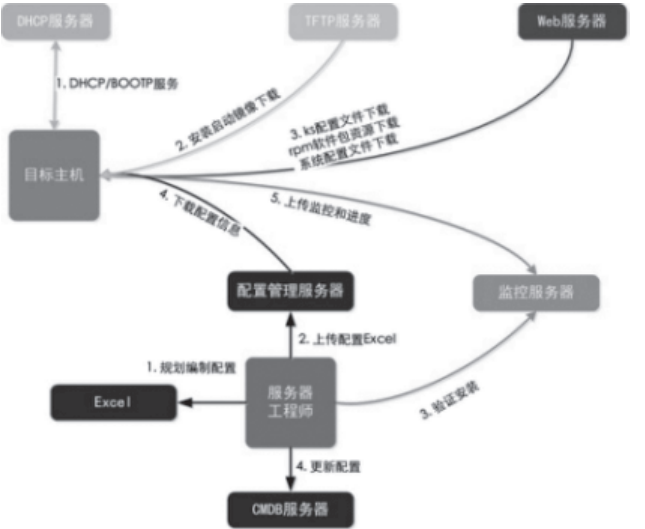 DHCP服务器
TFTP服务器
Web服务器
1. DHCP/BOOTP服务
2. 安装启动镜像下载
3. ks配置文件下载
rpm软件包资源下载
系统配置文件下载
目标主机
4. 下载配置信息
5. 上传监控和进度
配置管理服务器
监控服务器
2. 上传配置Excel
1. 规划编制配置
Excel
服务器
工程师
3. 验证安装
4. 更新配置
CMDB服务器